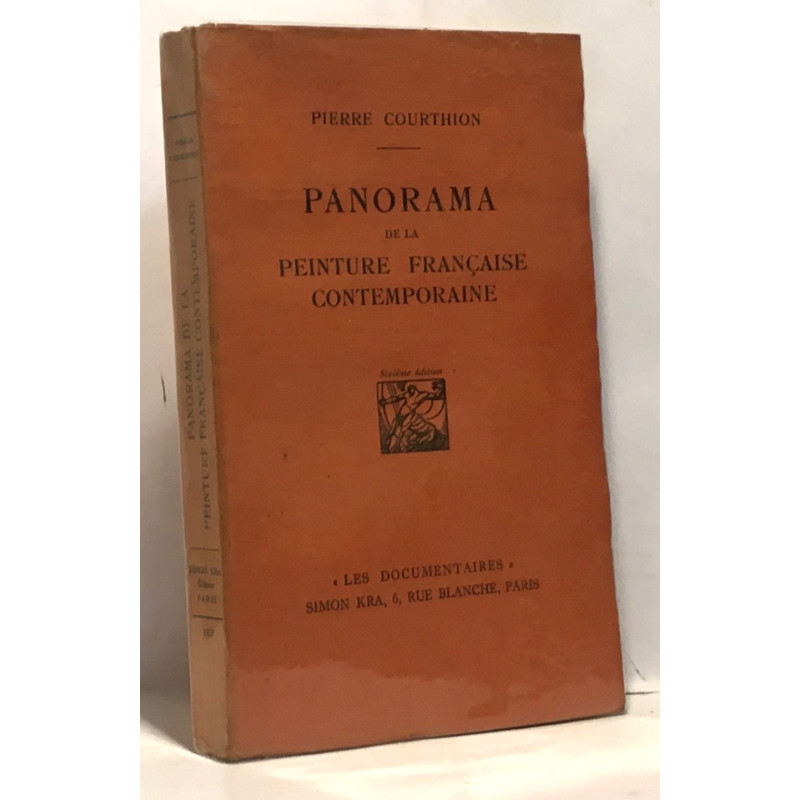 PIERRE COURTHION
PANORAMA
DE LA
PEINTURE FRANÇAISE
CONTEMPORAINE
Sixième édition
« LES DOCUMENTAIRES »
SIMON KRA, 6, RUE BLANCHE, PARIS
PANORAMA DE LA
PEINTURE FRANÇAISE CONTEMPORAINE
PARIS